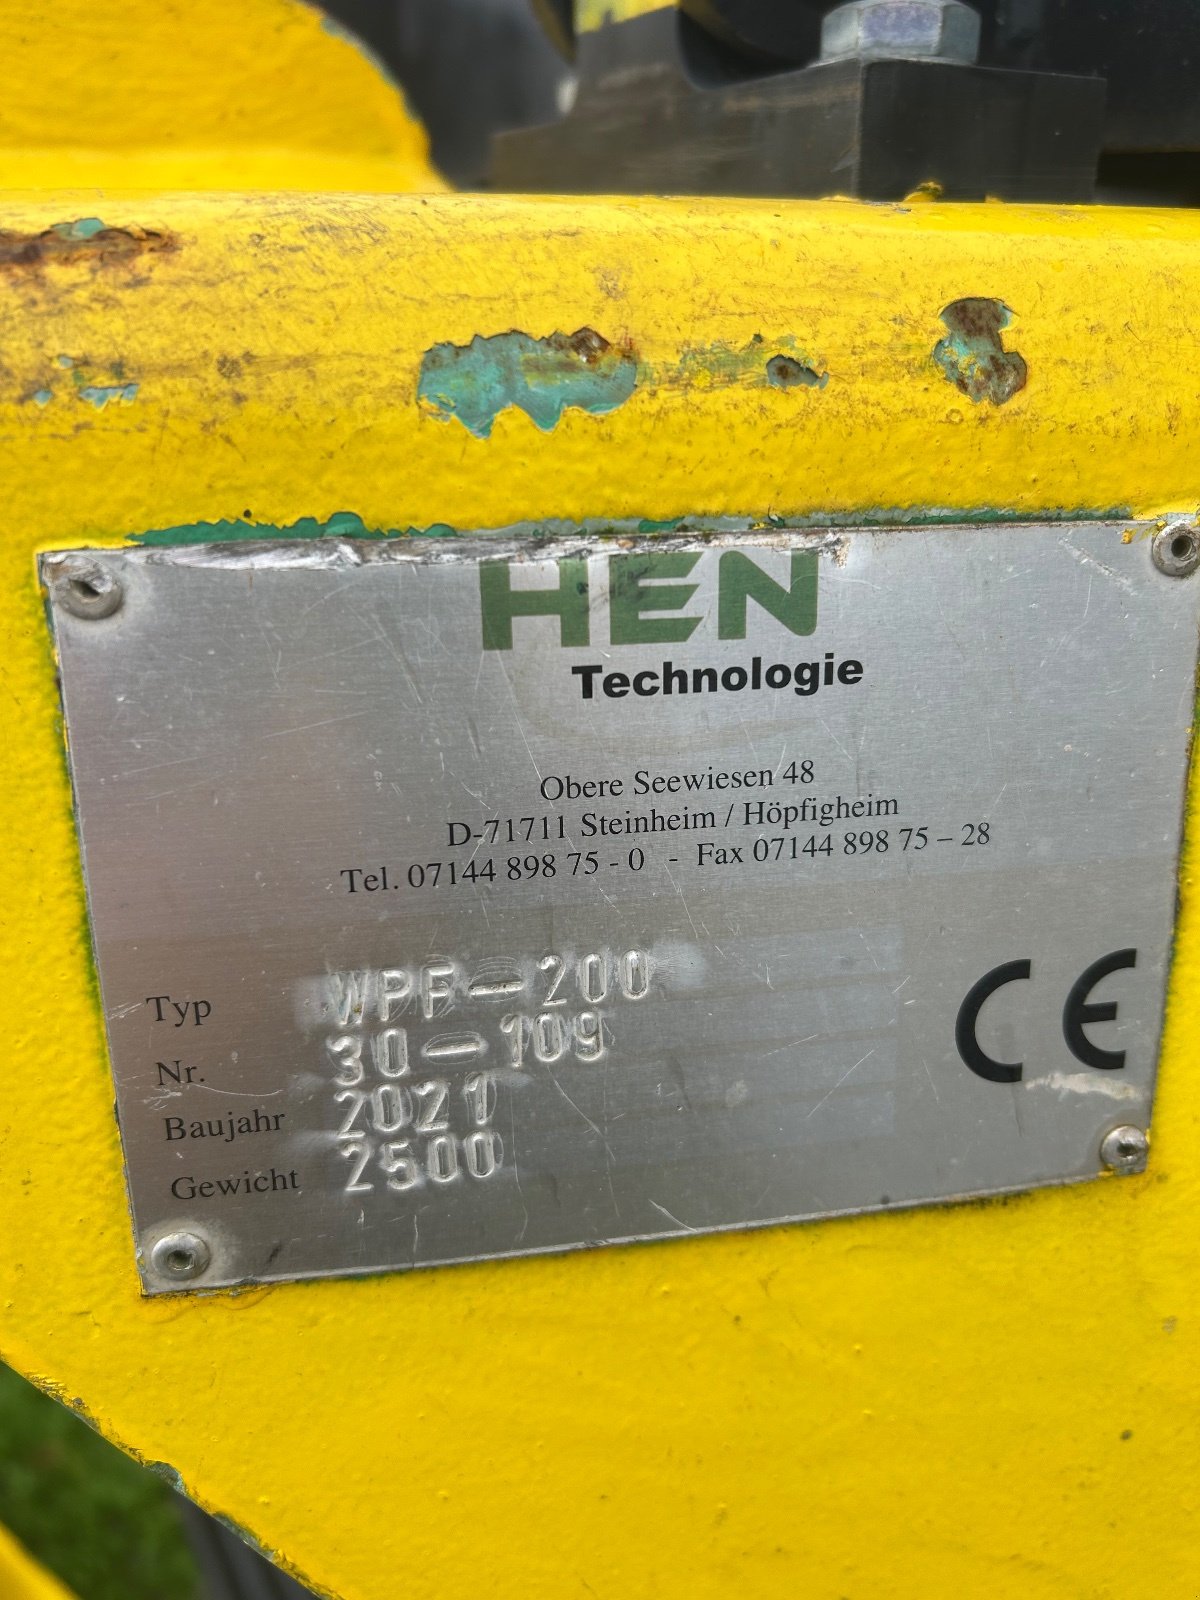 HEN
Technologie
Obere Seewiesen 48
D-71711 Steinheim / Höpfigheim
Tel. 07144 898 75 - 0 - Fax 07144 898 75 – 28
Typ WPF-200
Nr. 30-109
Baujahr 2021
Gewicht 2500
CE